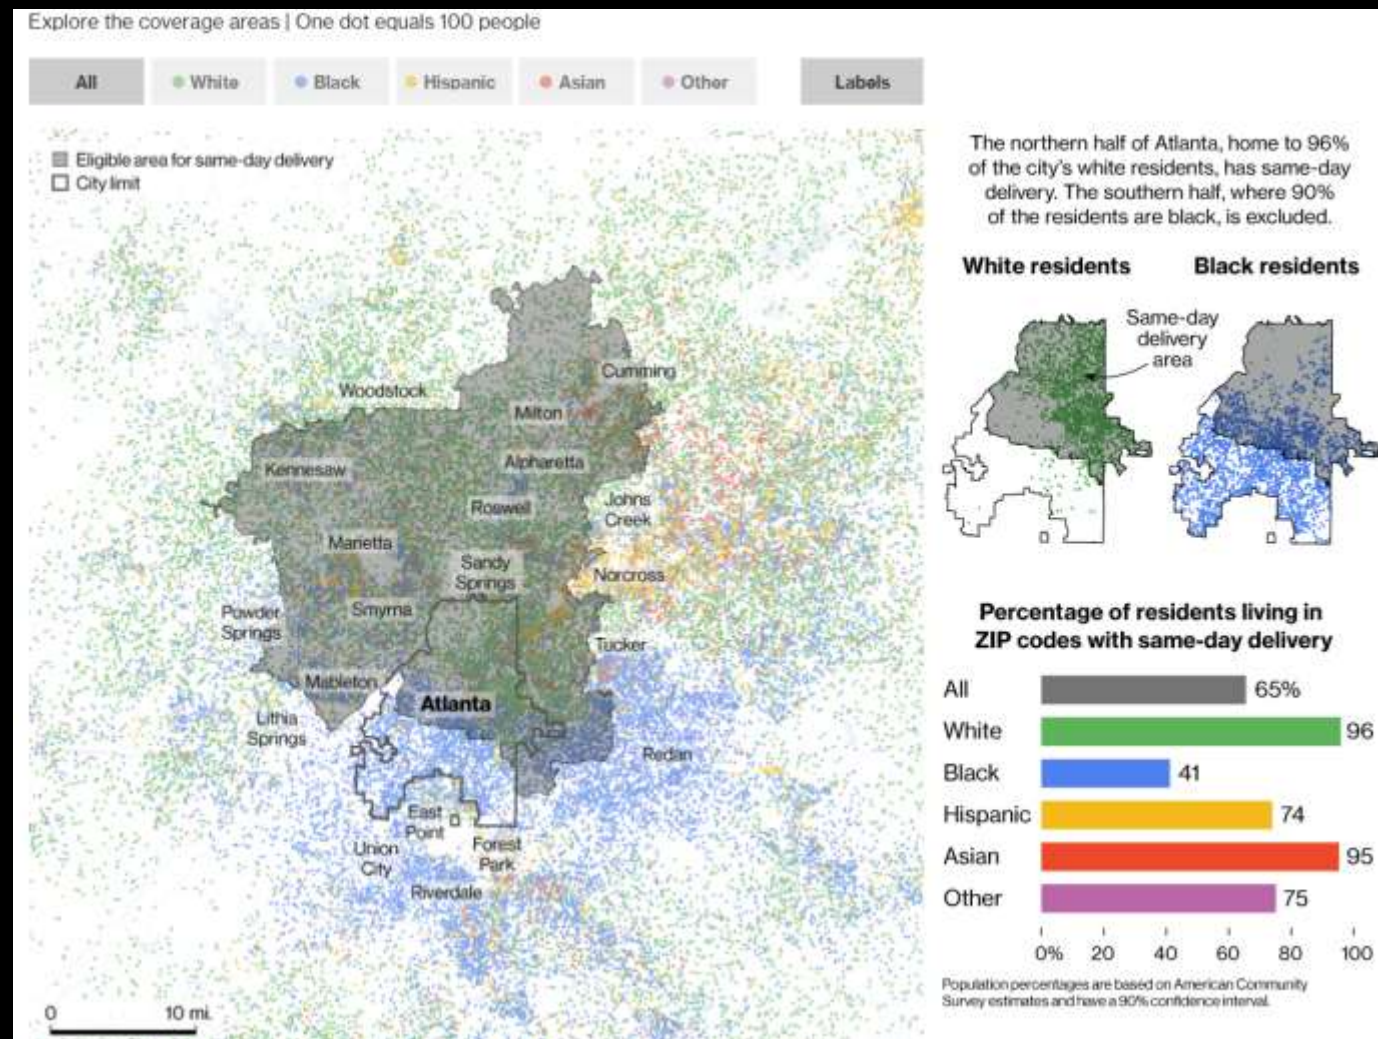 Explore the coverage areas | One dot equals 100 people
All
White
Black
Hispanic
Asian
Other
Labels
Eligible area for same-day delivery
City limit
Cumming
Woodstock
Milton
Kennesaw
Alpharetta
Roswell
Johns
Creek
Marietta
Sandy
Springs
Norcross
Smyrna
Powder
Springs
Tucker
Mableton
Atlanta
Lithia
Springs
Redan
East
Point
Union
City
Forest
Park
Riverdale
0 10 mi.
The northern half of Atlanta, home to 96%
of the city's white residents, has same-day
delivery. The southern half, where 90%
of the residents are black, is excluded.
White residents
Black residents
Same-day
delivery
area
Percentage of residents living in
ZIP codes with same-day delivery
All 65%
White 96
Black 41
Hispanic 74
Asian 95
Other 75
0% 20 40 60 80 100
Population percentages are based on American Community
Survey estimates and have a 90% confidence interval.